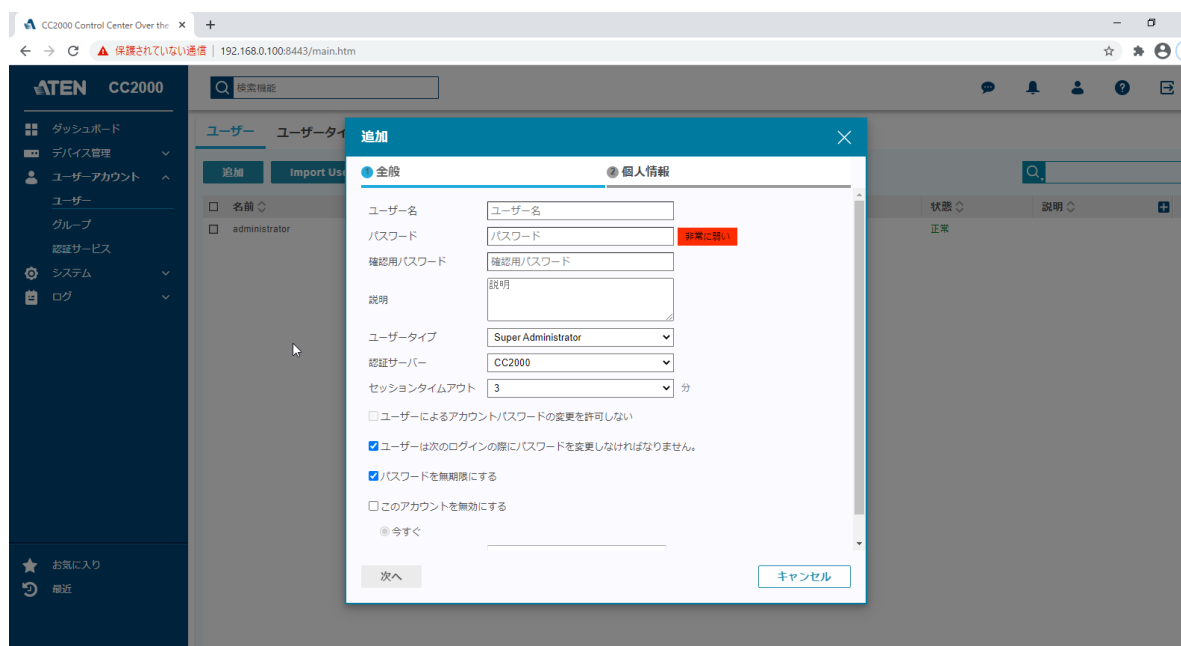 CC2000 Control Center Over the
保護されていない通信 | 192.168.0.100:8443/main.htm
ATEN CC2000
検索機能
ダッシュボード
デバイス管理
ユーザーアカウント
ユーザー
グループ
認証サービス
システム
ログ
お気に入り
最近
ユーザー ユーザータイ
追加 Import Use
名前
状態
説明
administrator
正常
追加
1 全般
2 個人情報
ユーザー名 ユーザー名
パスワード パスワード 非常に弱い
確認用パスワード 確認用パスワード
説明 説明
ユーザータイプ Super Administrator
認証サーバー CC2000
セッションタイムアウト 3 分
ユーザーによるアカウントパスワードの変更を許可しない
ユーザーは次のログインの際にパスワードを変更しなければなりません。
パスワードを無期限にする
このアカウントを無効にする
今すぐ
次へ
キャンセル